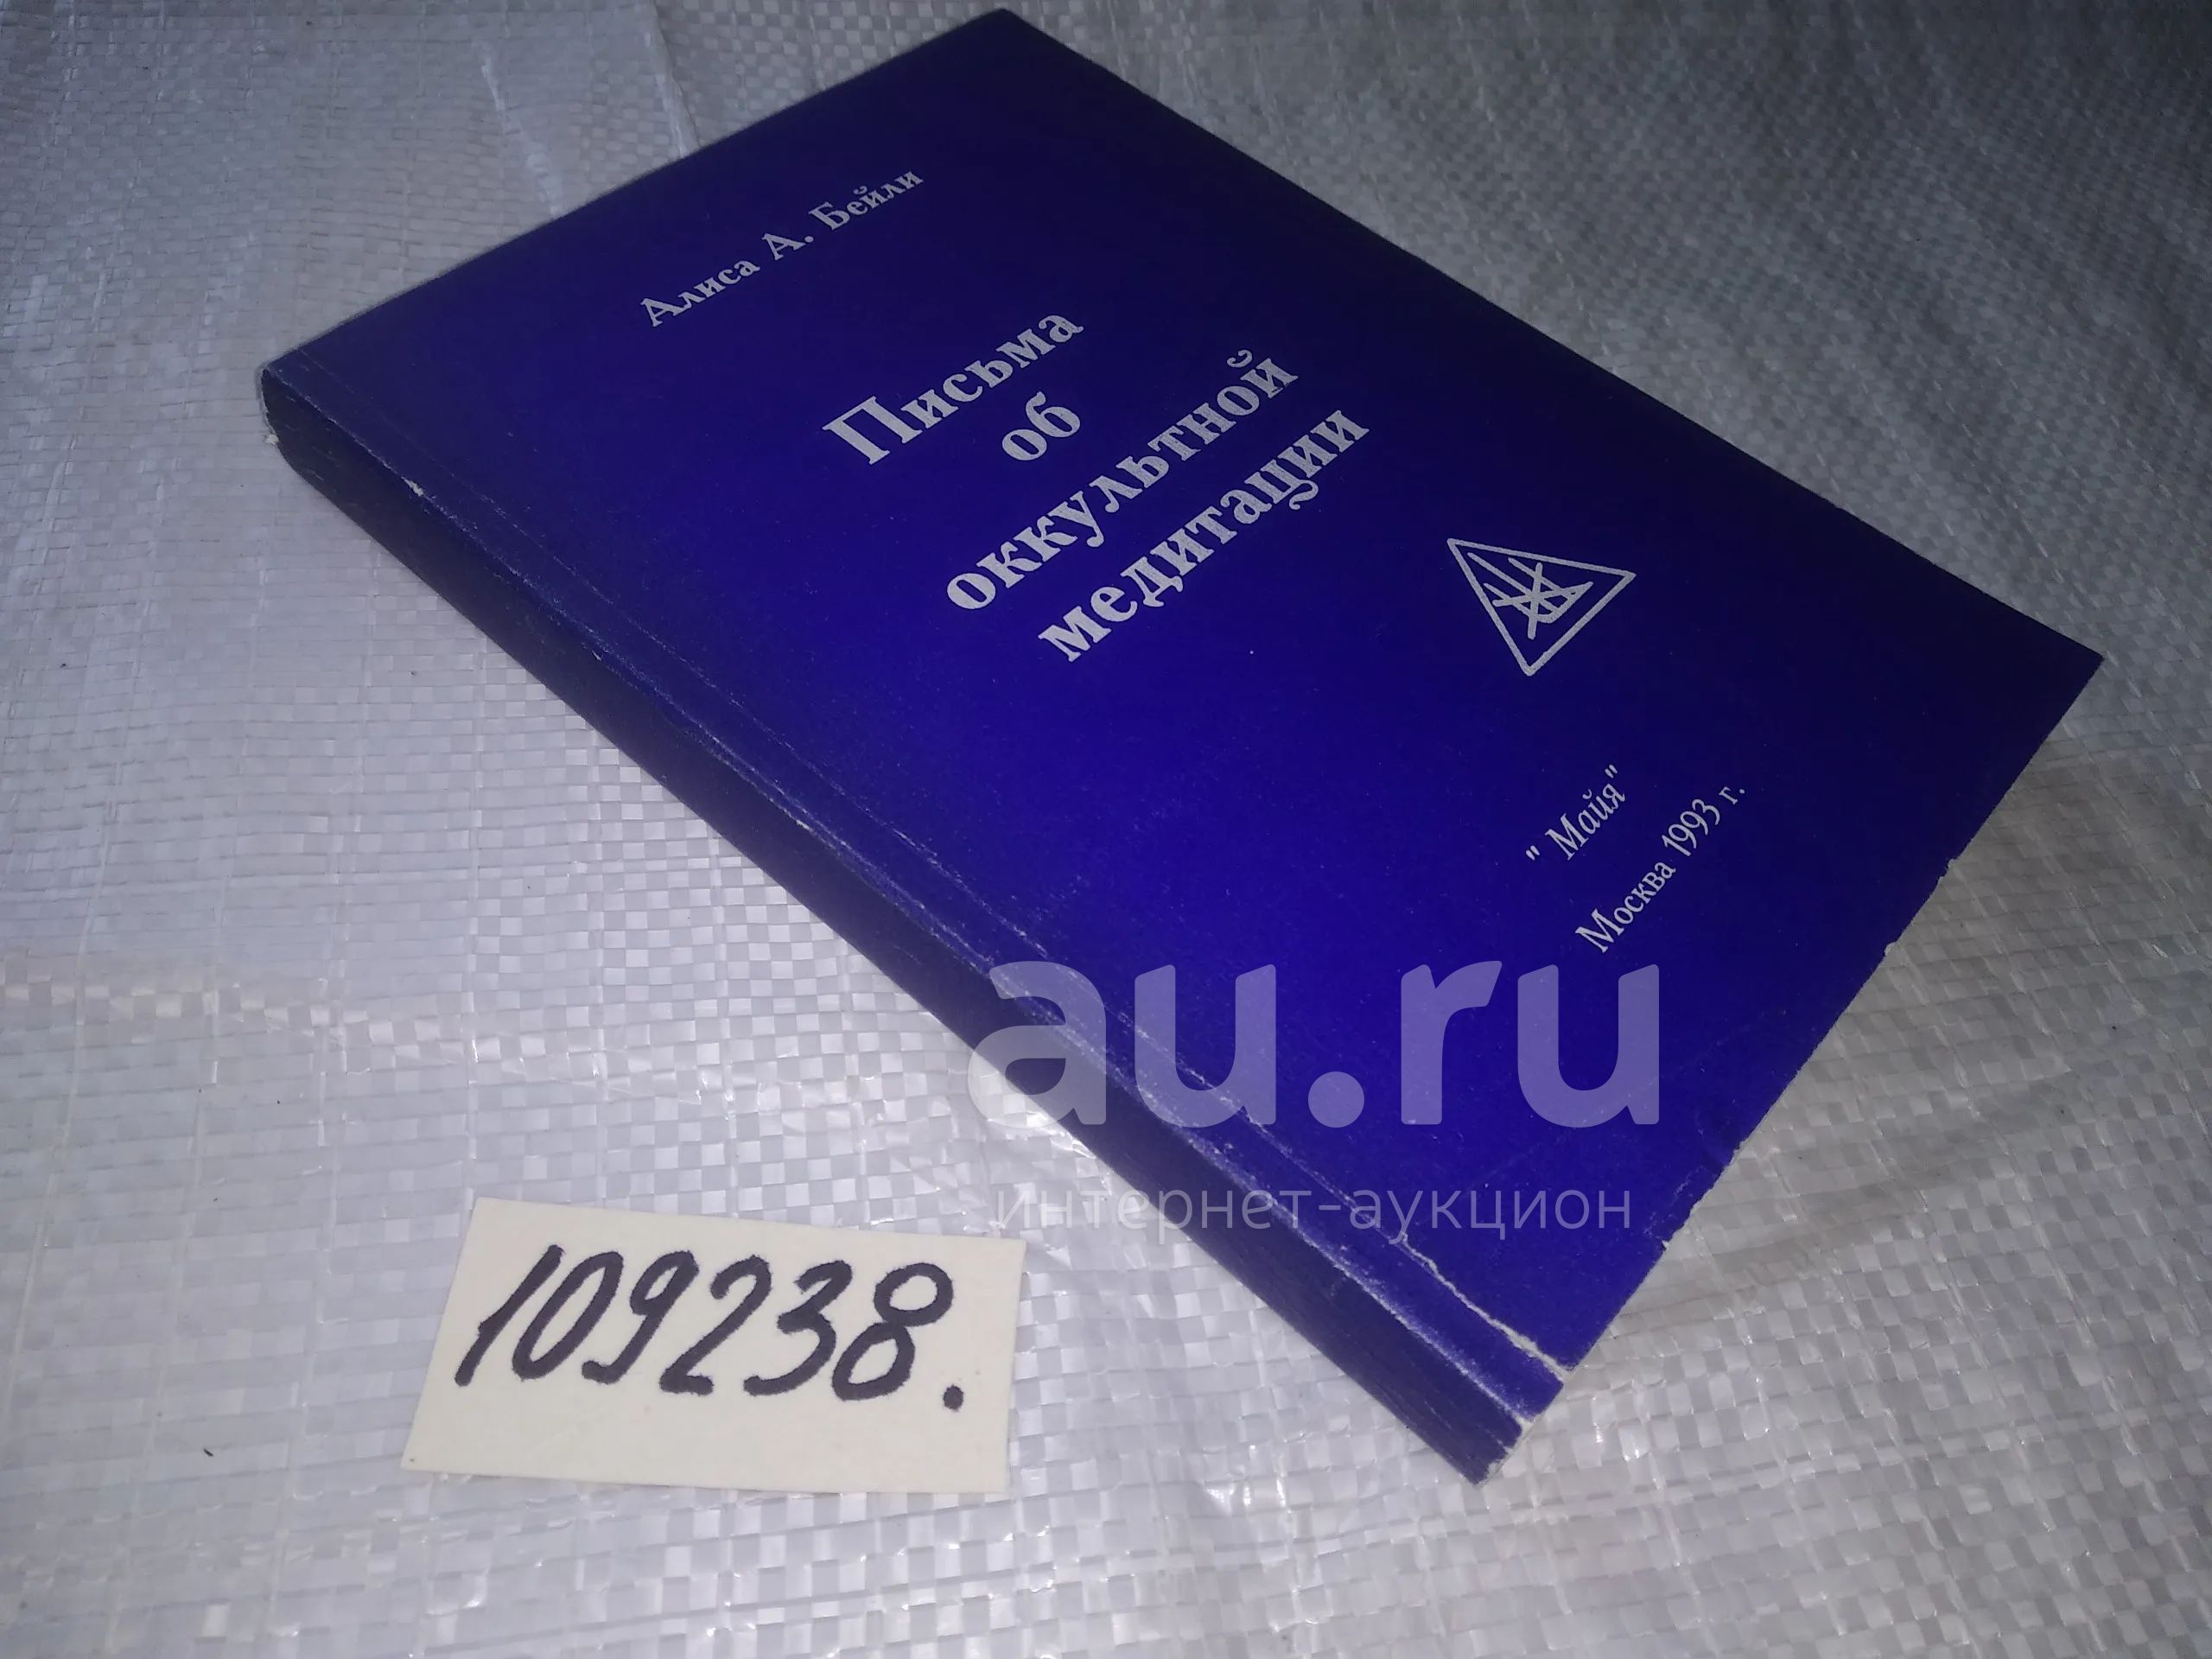 Алиса А. Бейли
Письма
об
оккультной
медитации
" Майя"
Москва 1993 г.
au.ru
интернет-аукцион
109238.